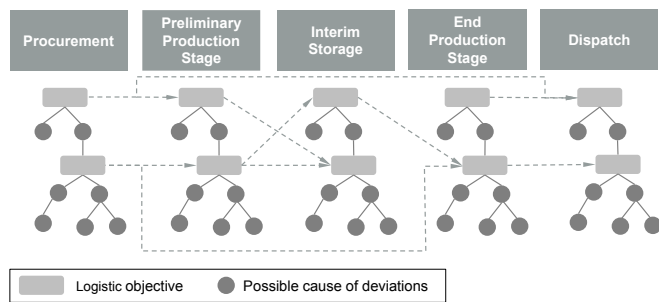 Procurement
Preliminary
Production
Stage
Interim
Storage
End
Production
Stage
Dispatch
Logistic objective
Possible cause of deviations